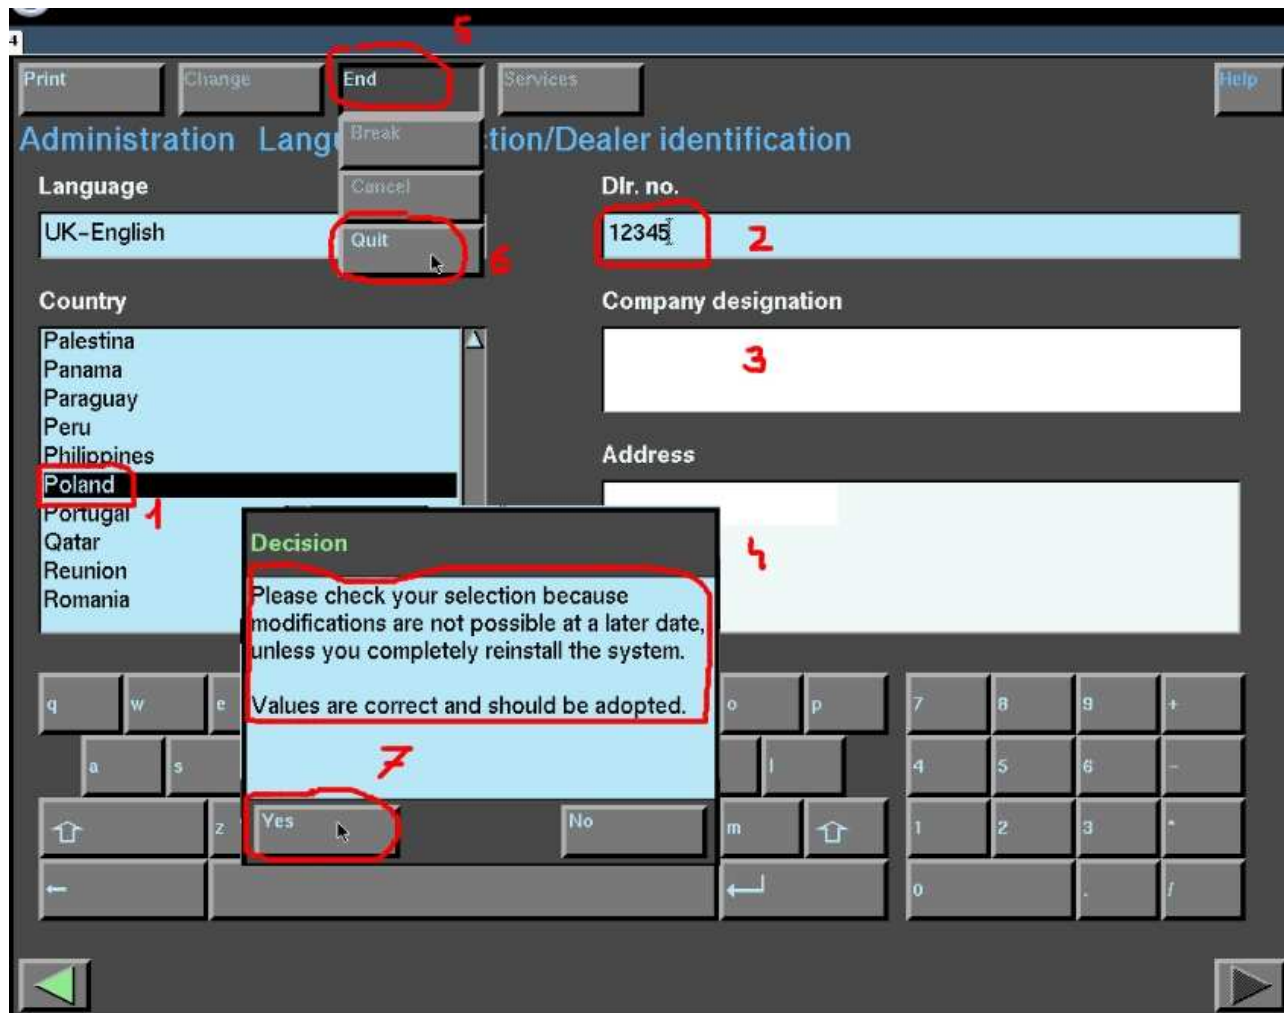 5
4
Print Change End Services Help
Administration Lang Break tion/Dealer identification
Language Cancel Dlr. no.
UK-English Quit 6 12345 2
Country Company designation
Palestina
Panama 3
Paraguay
Peru
Philippines Address
Poland
Portugal 1
Qatar Decision 4
Reunion
Romania Please check your selection because
modifications are not possible at a later date,
unless you completely reinstall the system.
q w e Values are correct and should be adopted. o p 7 8 9 +
a s 7 l 4 5 6 -
z Yes No m 1 2 3 *
0 . /